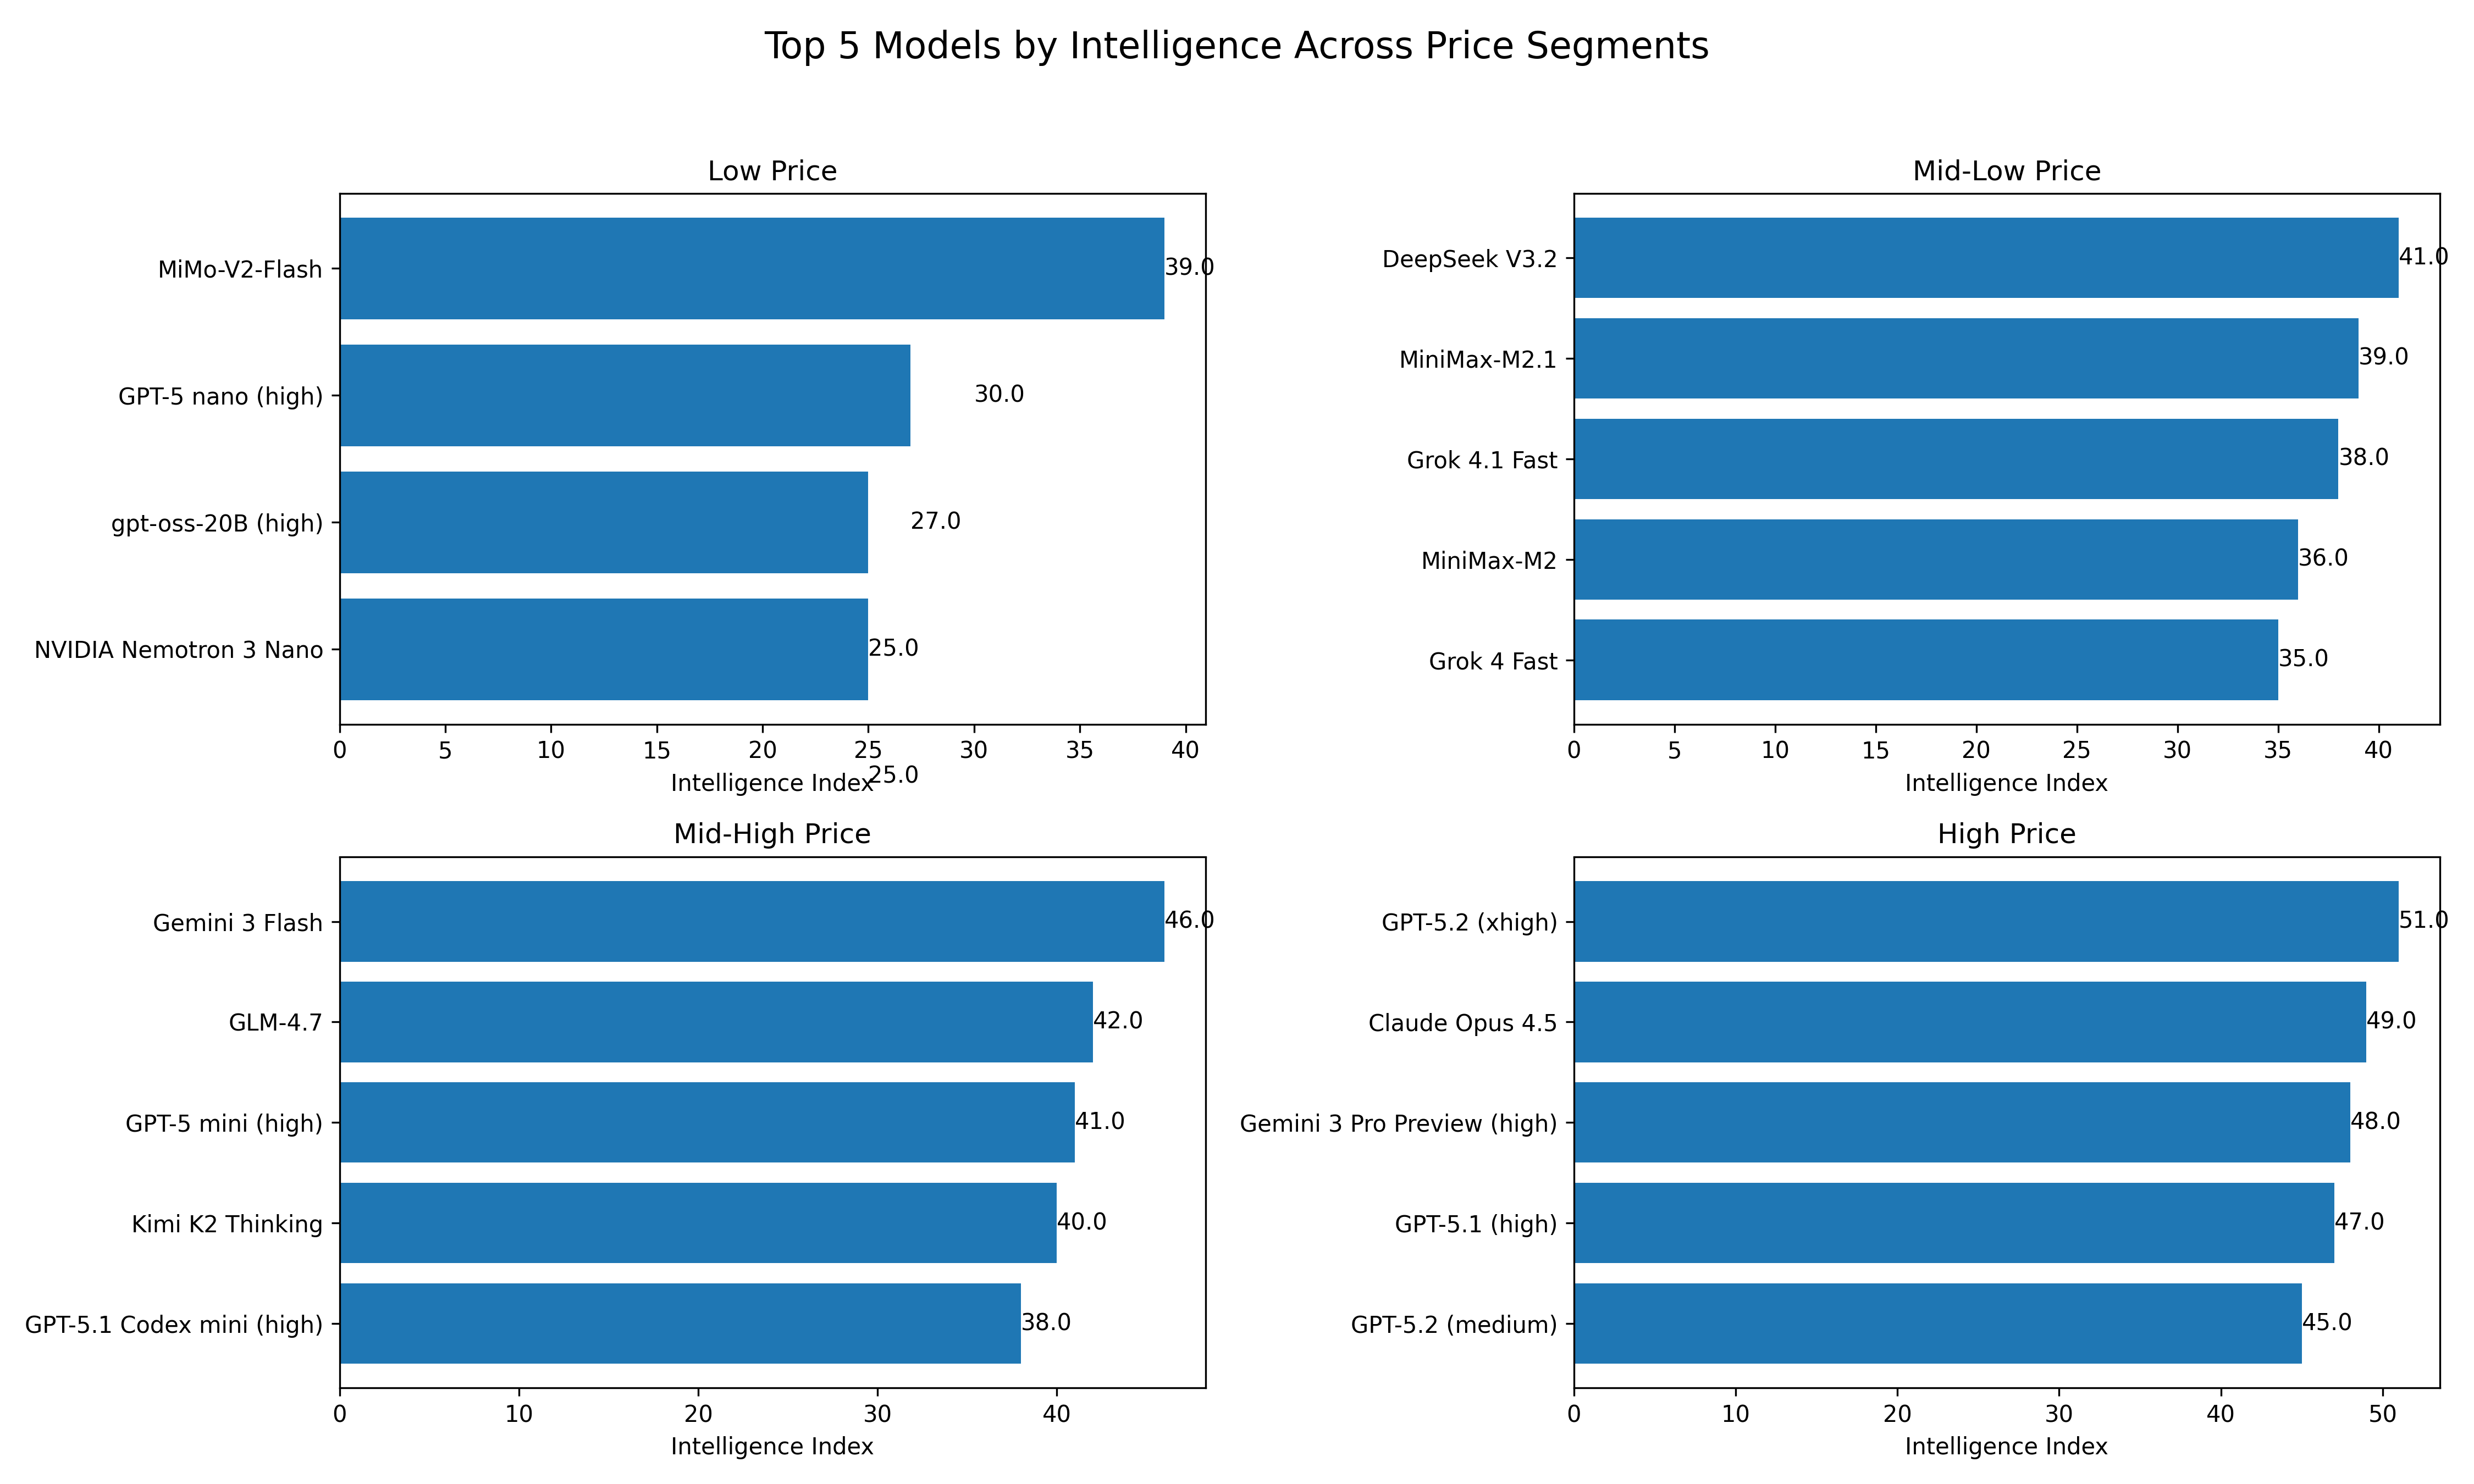 Top 5 Models by Intelligence Across Price Segments
Low Price
MiMo-V2-Flash
39.0
GPT-5 nano (high)
30.0
gpt-oss-20B (high)
27.0
NVIDIA Nemotron 3 Nano
25.0
0 5 10 15 20 25 30 35 40
25.0
Intelligence Index
Mid-Low Price
DeepSeek V3.2
41.0
MiniMax-M2.1
39.0
Grok 4.1 Fast
38.0
MiniMax-M2
36.0
Grok 4 Fast
35.0
0 5 10 15 20 25 30 35 40
Intelligence Index
Mid-High Price
Gemini 3 Flash
46.0
GLM-4.7
42.0
GPT-5 mini (high)
41.0
Kimi K2 Thinking
40.0
GPT-5.1 Codex mini (high)
38.0
0 10 20 30 40
Intelligence Index
High Price
GPT-5.2 (xhigh)
51.0
Claude Opus 4.5
49.0
Gemini 3 Pro Preview (high)
48.0
GPT-5.1 (high)
47.0
GPT-5.2 (medium)
45.0
0 10 20 30 40 50
Intelligence Index